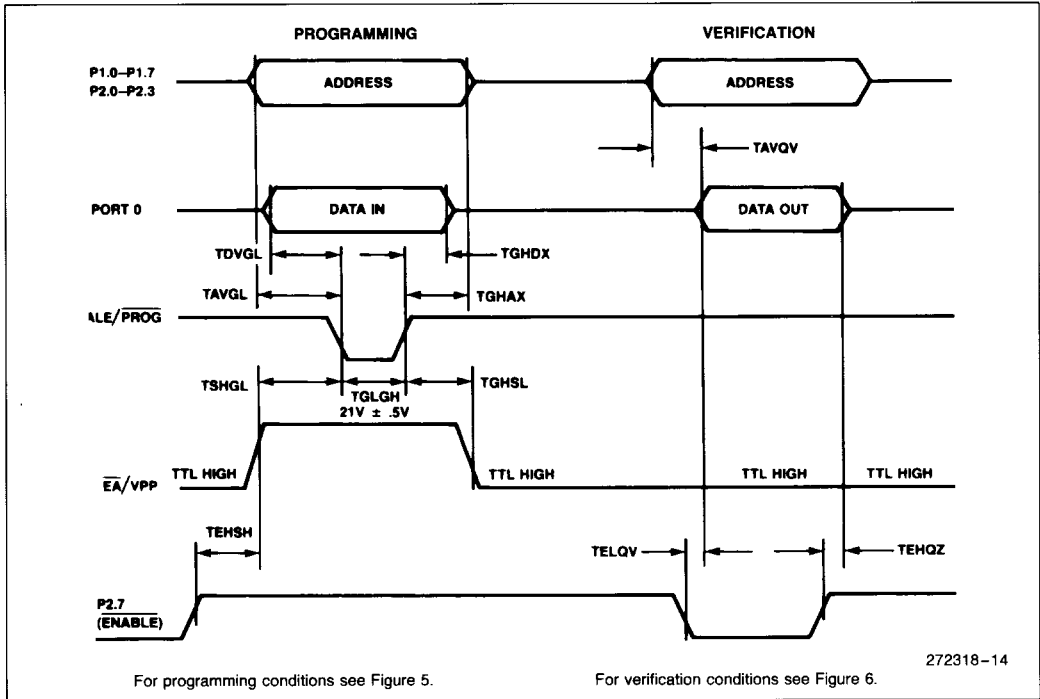 PROGRAMMING
VERIFICATION
P1.0–P1.7
P2.0–P2.3
ADDRESS
ADDRESS
TAVQV
PORT 0
DATA IN
DATA OUT
TDVGL
TGHDX
TAVGL
TGHAX
ALE/PROG
TSHGL
TGLGH
TGHSL
21V ± .5V
EA/VPP
TTL HIGH
TTL HIGH
TTL HIGH
TTL HIGH
TEHSH
TELQV
TEHQZ
P2.7
(ENABLE)
272318–14
For programming conditions see Figure 5.
For verification conditions see Figure 6.